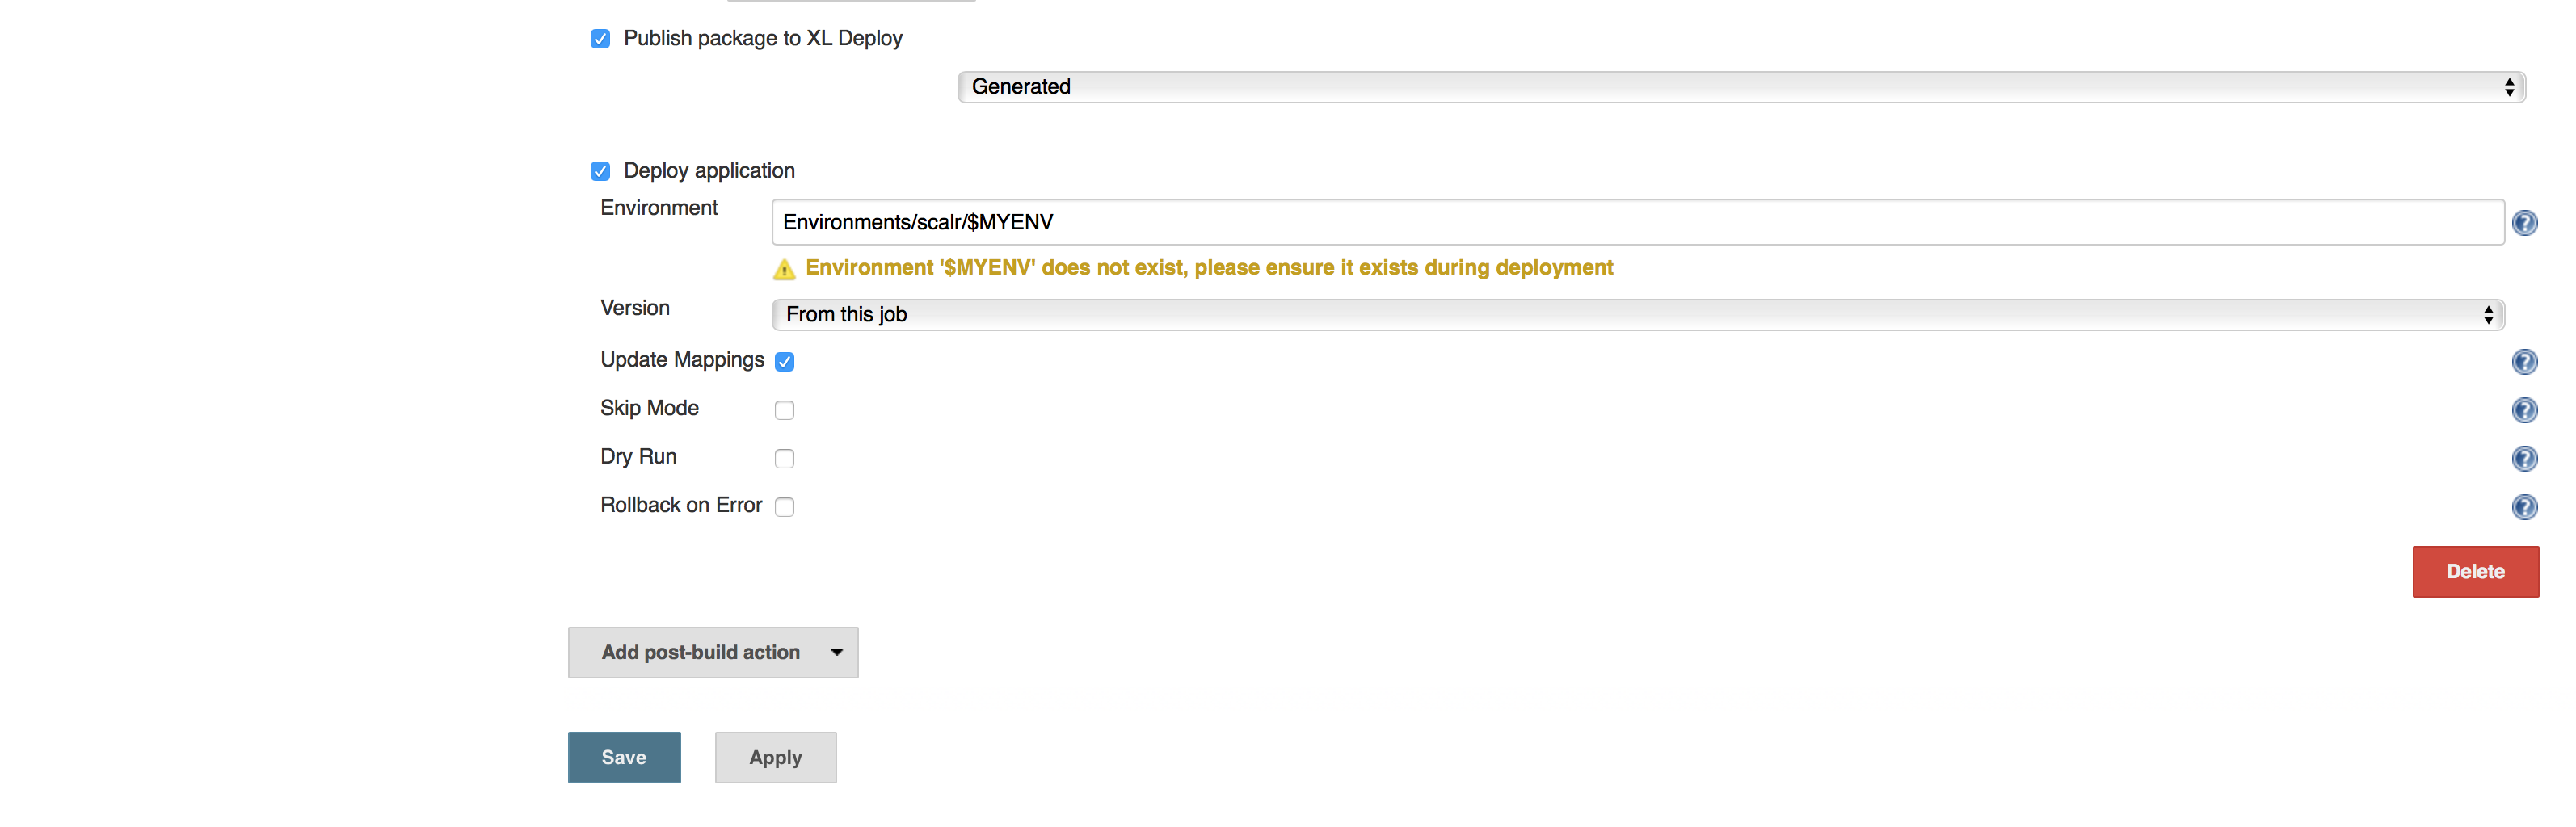 Publish package to XL Deploy
Generated
Deploy application
Environment
Environments/scalr/$MYENV
Environment '$MYENV' does not exist, please ensure it exists during deployment
Version
From this job
Update Mappings
Skip Mode
Dry Run
Rollback on Error
Delete
Add post-build action
Save
Apply